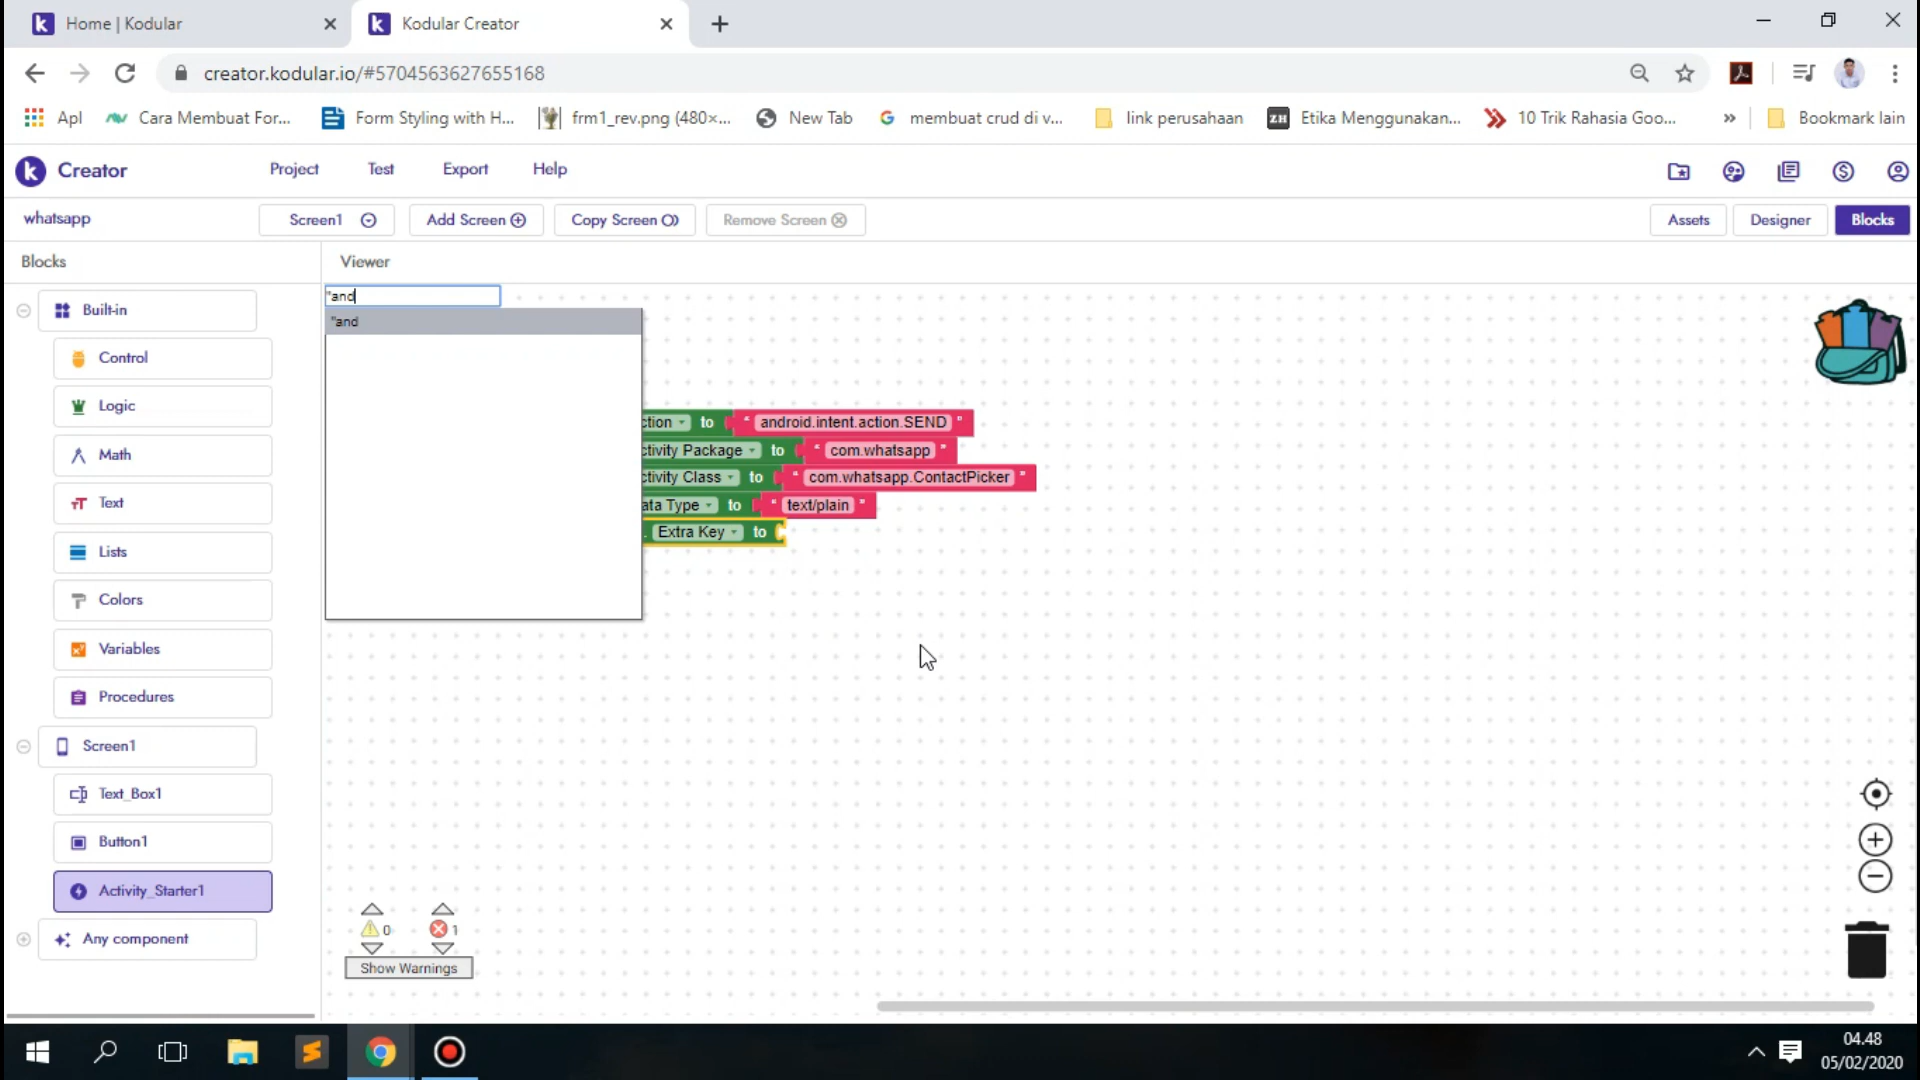 Home | Kodular
Kodular Creator
creator.kodular.io/#5704563627655168
Apl
Cara Membuat For...
Form Styling with H...
frm1_rev.png (480×...
New Tab
membuat crud di v...
link perusahaan
ZH
Etika Menggunakan...
10 Trik Rahasia Goo...
»
Bookmark lain
Creator
Project
Test
Export
Help
whatsapp
Screen1
Add Screen
Copy Screen
Remove Screen
Assets
Designer
Blocks
Blocks
Viewer
"and
"and
Built-in
Control
Logic
Math
Text
Lists
Colors
Variables
Procedures
Screen1
Text_Box1
Button1
Activity_Starter1
Any component
ction to " android.intent.action.SEND "
ctivity Package to " com.whatsapp "
ctivity Class to " com.whatsapp.ContactPicker "
ata Type to " text/plain "
. Extra Key to
0
1
Show Warnings
04.48
05/02/2020